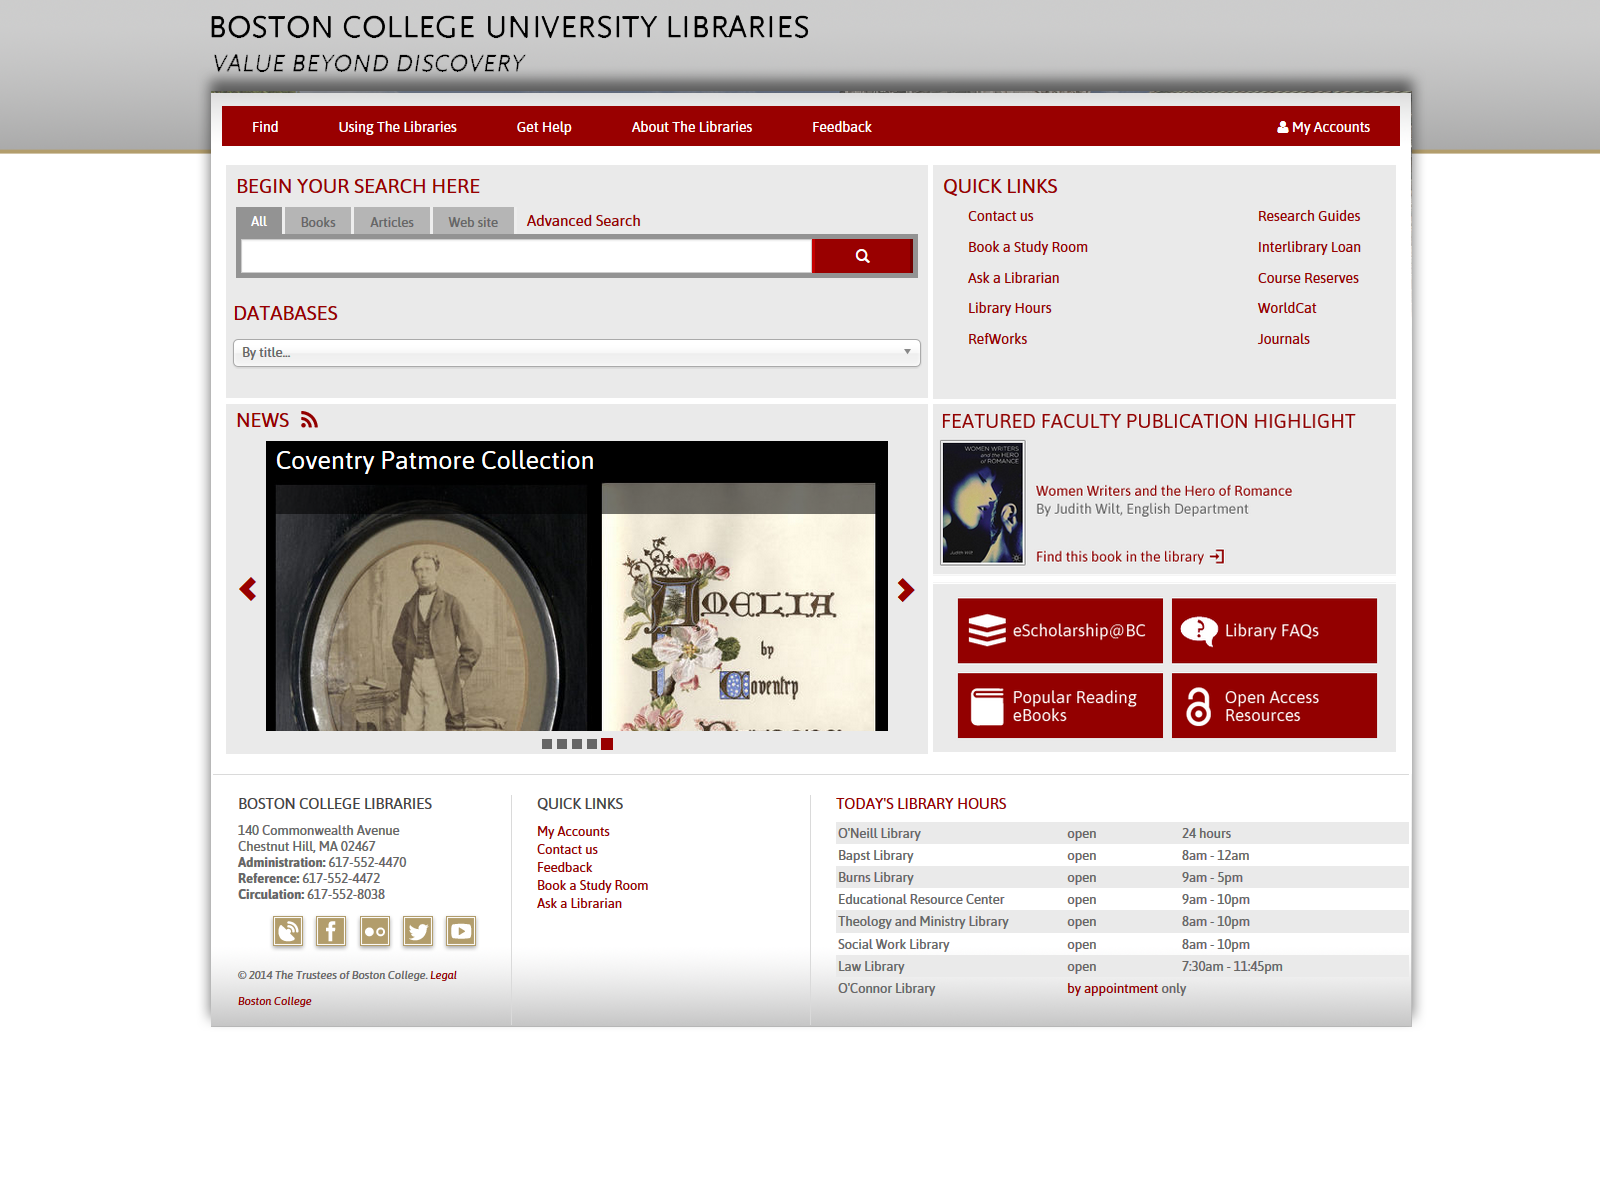 BOSTON COLLEGE UNIVERSITY LIBRARIES
VALUE BEYOND DISCOVERY
Find
Using The Libraries
Get Help
About The Libraries
Feedback
My Accounts
BEGIN YOUR SEARCH HERE
All
Books
Articles
Web site
Advanced Search
DATABASES
By title...
QUICK LINKS
Contact us
Book a Study Room
Ask a Librarian
Library Hours
RefWorks
Research Guides
Interlibrary Loan
Course Reserves
WorldCat
Journals
NEWS
Coventry Patmore Collection
AMELIA
by
Coventry
FEATURED FACULTY PUBLICATION HIGHLIGHT
WOMEN WRITERS
and the HERO
of ROMANCE
Judith Wilt
Women Writers and the Hero of Romance
By Judith Wilt, English Department
Find this book in the library
eScholarship@BC
Library FAQs
Popular Reading
eBooks
Open Access
Resources
BOSTON COLLEGE LIBRARIES
140 Commonwealth Avenue
Chestnut Hill, MA 02467
Administration: 617-552-4470
Reference: 617-552-4472
Circulation: 617-552-8038
© 2014 The Trustees of Boston College. Legal
Boston College
QUICK LINKS
My Accounts
Contact us
Feedback
Book a Study Room
Ask a Librarian
TODAY'S LIBRARY HOURS
O'Neill Library open 24 hours
Bapst Library open 8am - 12am
Burns Library open 9am - 5pm
Educational Resource Center open 9am - 10pm
Theology and Ministry Library open 8am - 10pm
Social Work Library open 8am - 10pm
Law Library open 7:30am - 11:45pm
O'Connor Library by appointment only